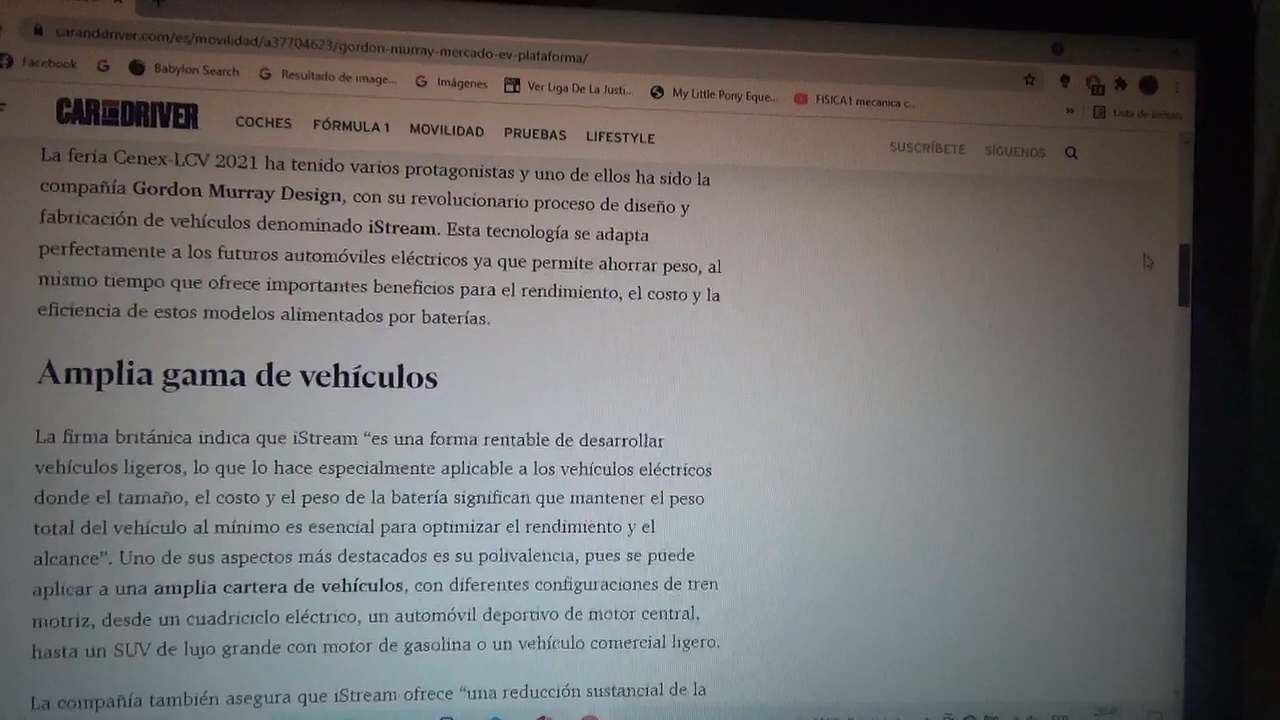 caranddriver.com/es/movilidad/a37704623/gordon-murray-mercado-ev-plataforma/
Facebook
Babylon Search
Resultado de image...
Imágenes
Ver Liga De La Justi...
My Little Pony Eque...
FISICA1 mecanica c...
»
Lista de lectura
CAR AND DRIVER
COCHES
FÓRMULA 1
MOVILIDAD
PRUEBAS
LIFESTYLE
SUSCRÍBETE
SÍGUENOS
La feria Cenex-LCV 2021 ha tenido varios protagonistas y uno de ellos ha sido la
compañía Gordon Murray Design, con su revolucionario proceso de diseño y
fabricación de vehículos denominado iStream. Esta tecnología se adapta
perfectamente a los futuros automóviles eléctricos ya que permite ahorrar peso, al
mismo tiempo que ofrece importantes beneficios para el rendimiento, el costo y la
eficiencia de estos modelos alimentados por baterías.
Amplia gama de vehículos
La firma británica indica que iStream “es una forma rentable de desarrollar
vehículos ligeros, lo que lo hace especialmente aplicable a los vehículos eléctricos
donde el tamaño, el costo y el peso de la batería significan que mantener el peso
total del vehículo al mínimo es esencial para optimizar el rendimiento y el
alcance”. Uno de sus aspectos más destacados es su polivalencia, pues se puede
aplicar a una amplia cartera de vehículos, con diferentes configuraciones de tren
motriz, desde un cuadriciclo eléctrico, un automóvil deportivo de motor central,
hasta un SUV de lujo grande con motor de gasolina o un vehículo comercial ligero.
La compañía también asegura que iStream ofrece “una reducción sustancial de la